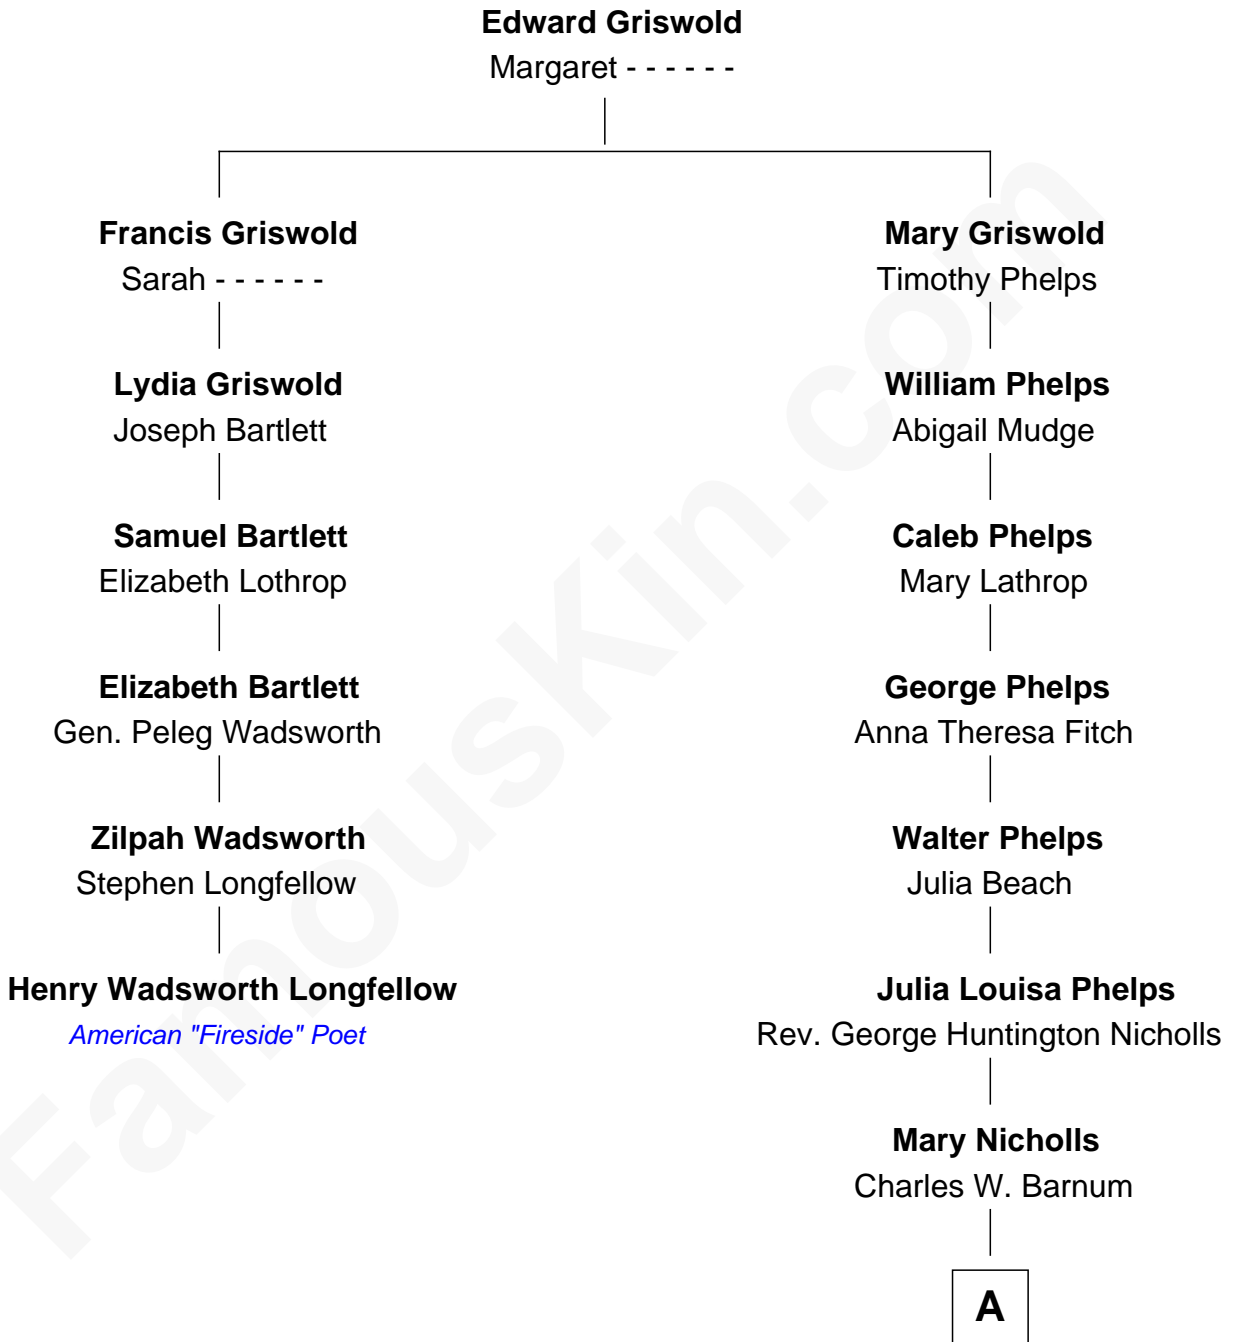 Edward Griswold
Margaret - - - - - -
Francis Griswold
Sarah - - - - - -
Lydia Griswold
Joseph Bartlett
Samuel Bartlett
Elizabeth Lothrop
Elizabeth Bartlett
Gen. Peleg Wadsworth
Zilpah Wadsworth
Stephen Longfellow
Henry Wadsworth Longfellow
American "Fireside" Poet
Mary Griswold
Timothy Phelps
William Phelps
Abigail Mudge
Caleb Phelps
Mary Lathrop
George Phelps
Anna Theresa Fitch
Walter Phelps
Julia Beach
Julia Louisa Phelps
Rev. George Huntington Nicholls
Mary Nicholls
Charles W. Barnum
A
FamousKin.com